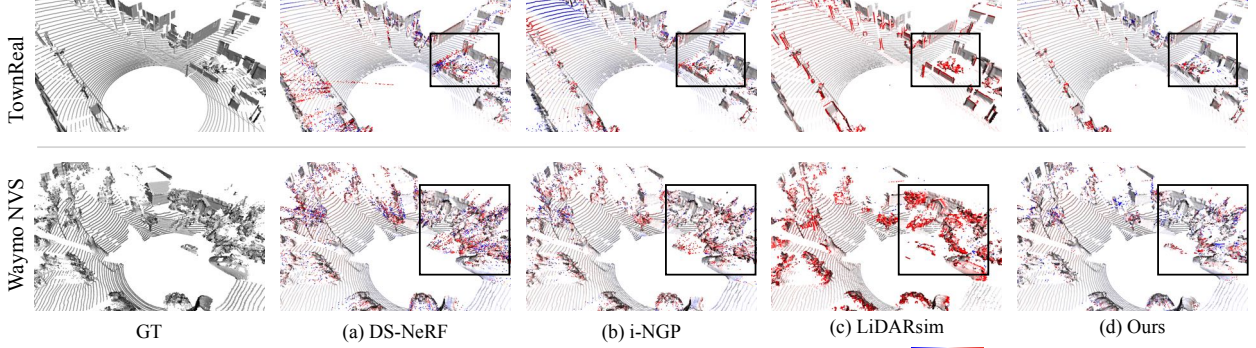 TownReal
Waymo NVS
GT
(a) DS-NeRF
(b) i-NGP
(c) LiDARsim
(d) Ours